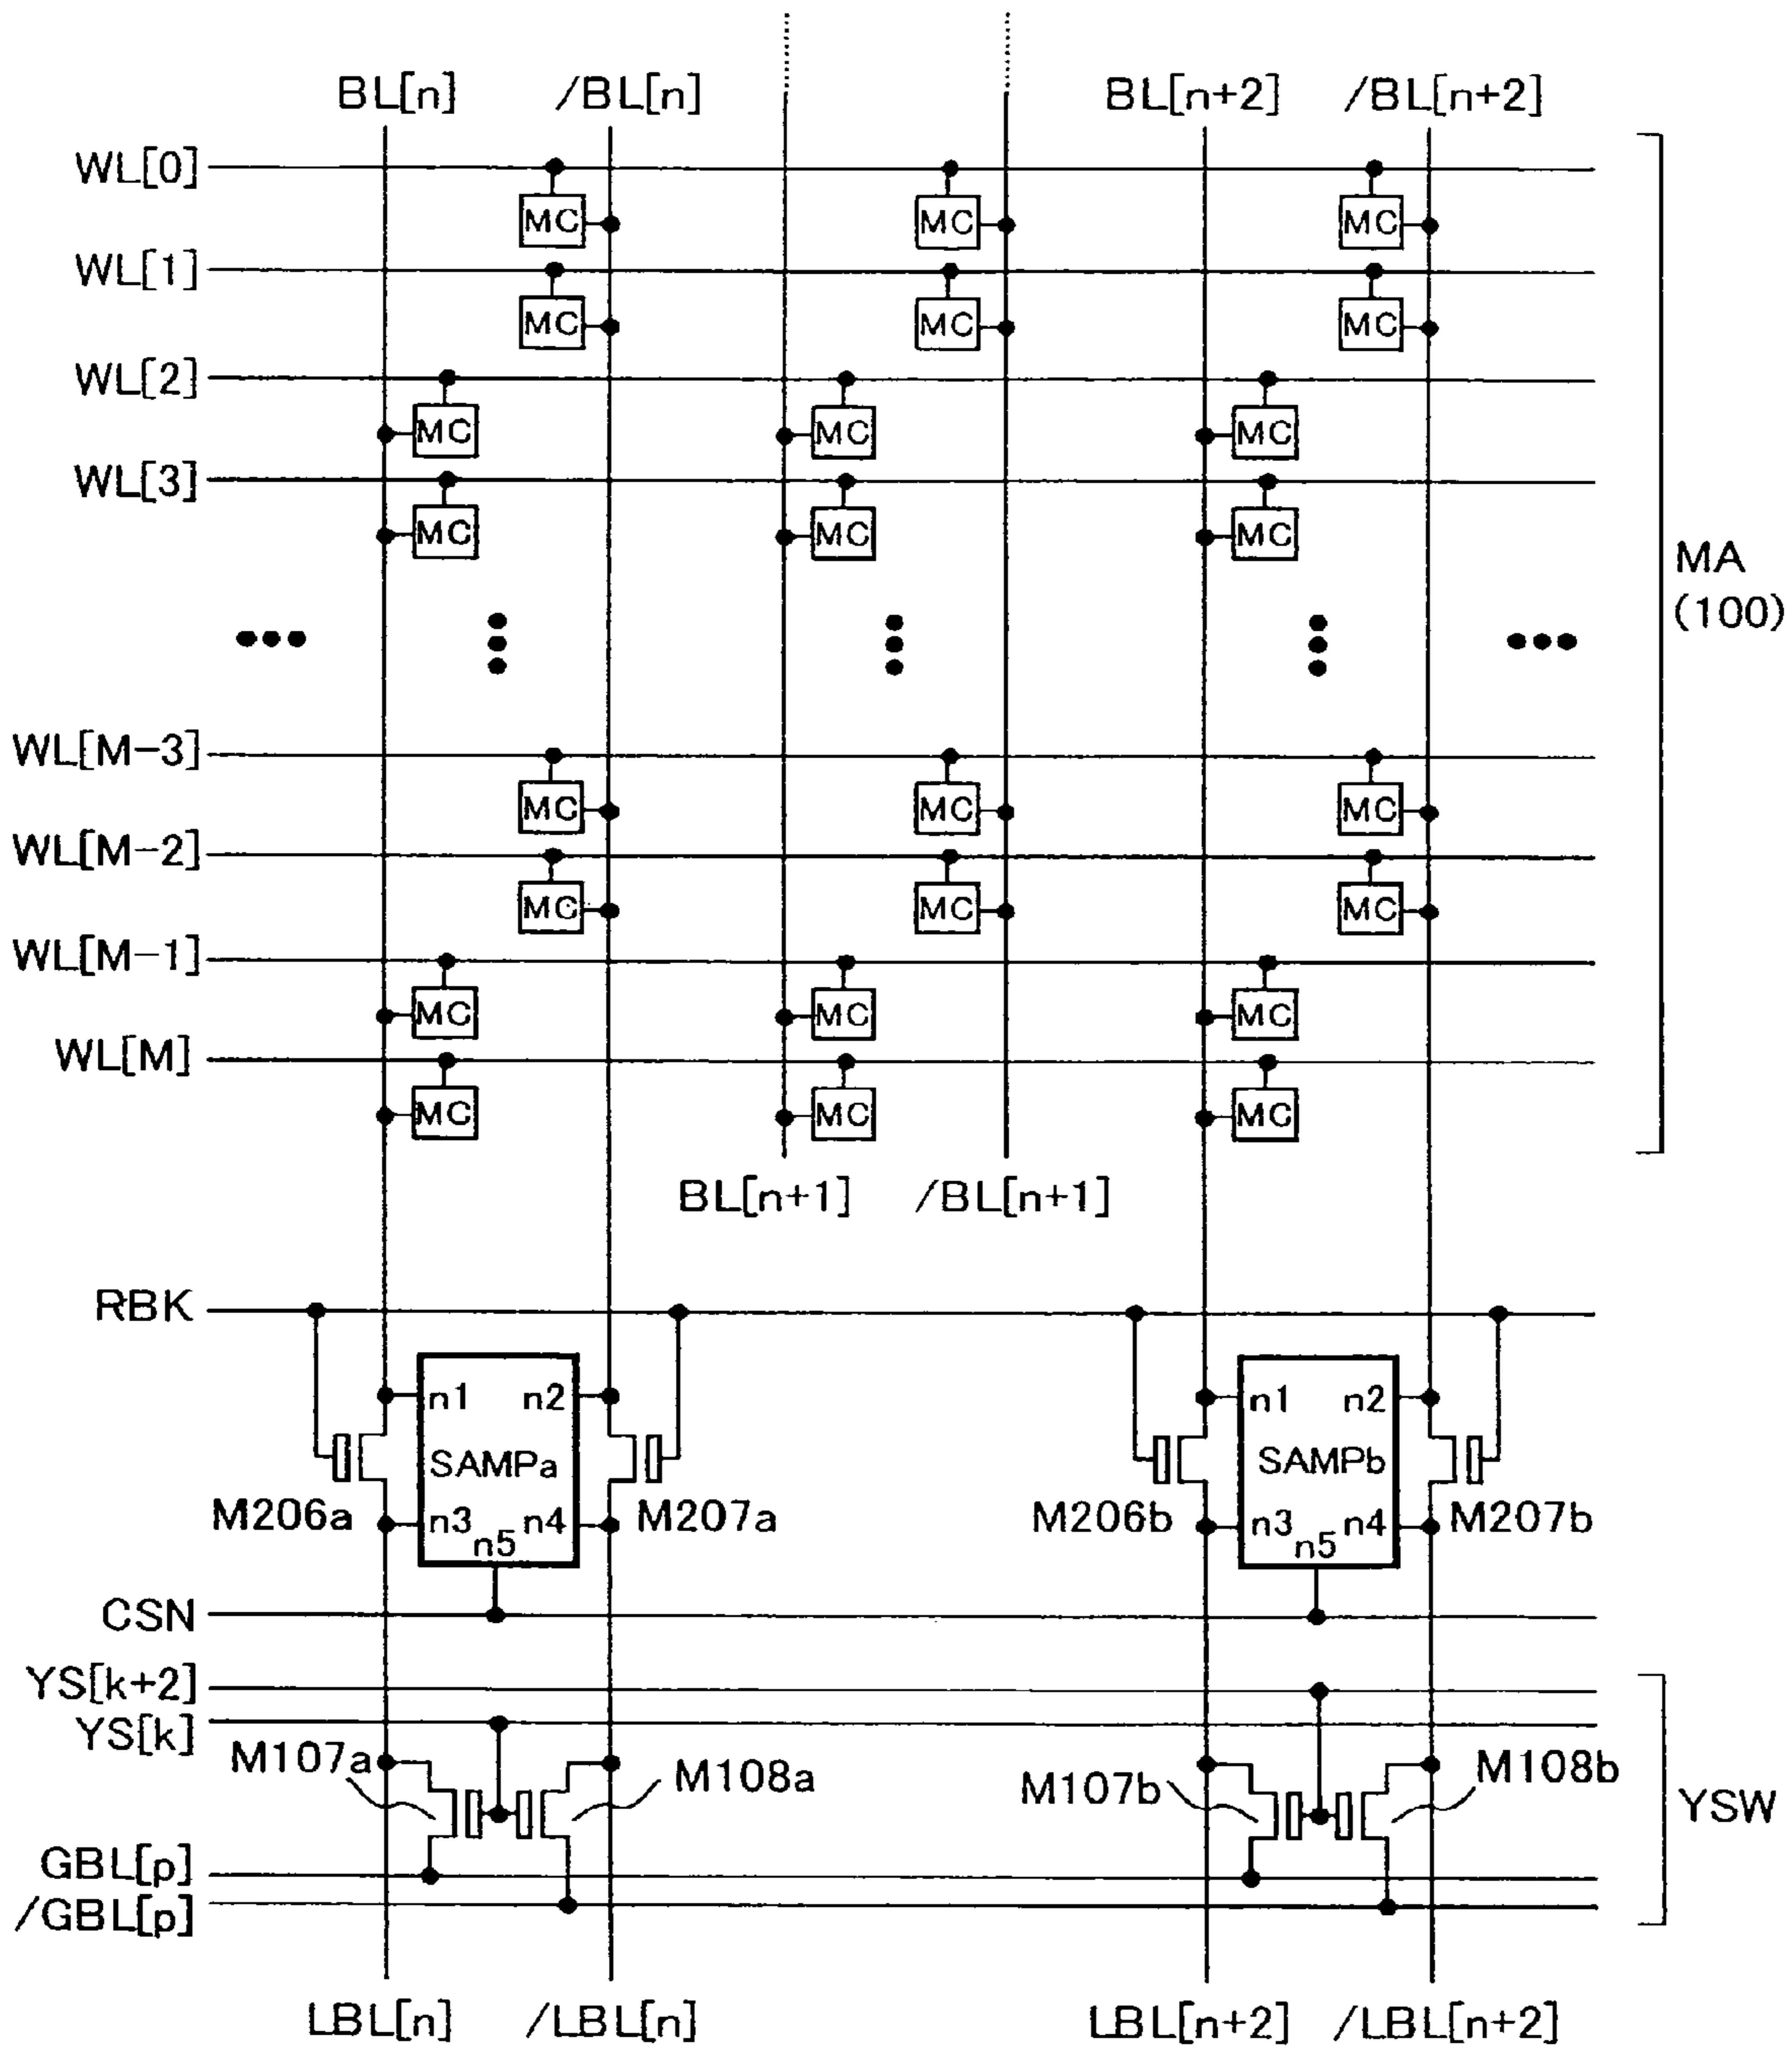 BL[n] /BL[n] BL[n+2] /BL[n+2]
WL[0]
MC MC MC
WL[1]
MC MC MC
WL[2]
MC MC MC
WL[3]
MC MC MC
MA
(100)
WL[M-3]
MC MC MC
WL[M-2]
MC MC MC
WL[M-1]
MC MC MC
WL[M]
MC MC MC
BL[n+1] /BL[n+1]
RBK
n1 n2 n1 n2
SAMPa SAMPb
M206a n3 n4 M207a M206b n3 n4 M207b
n5 n5
CSN
YS[k+2]
YS[k]
M107a M108a M107b M108b
YSW
GBL[p]
/GBL[p]
LBL[n] /LBL[n] LBL[n+2] /LBL[n+2]